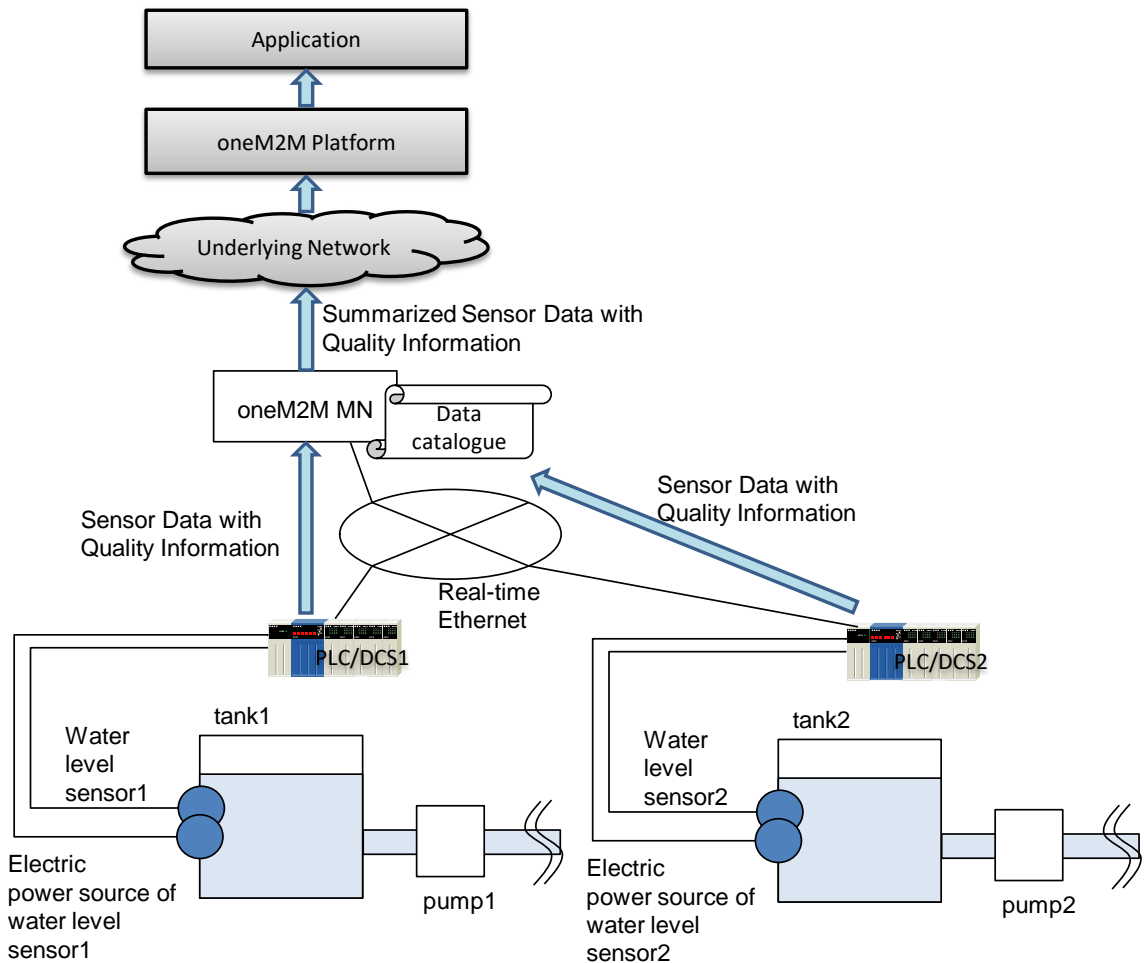 Application
oneM2M Platform
Underlying Network
Summarized Sensor Data with
Quality Information
oneM2M MN
Data
catalogue
Sensor Data with
Quality Information
Sensor Data with
Quality Information
Real-time
Ethernet
PLC/DCS1
PLC/DCS2
tank1
tank2
Water
level
sensor1
Water
level
sensor2
Electric
power source of
water level
sensor1
pump1
Electric
power source of
water level
sensor2
pump2